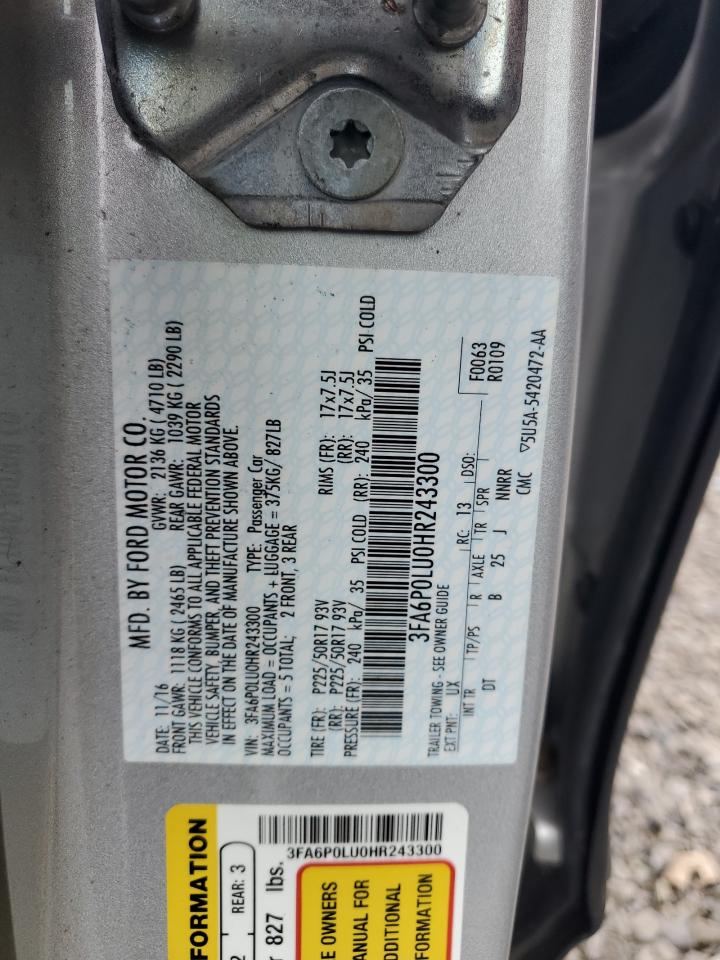 MFD. BY FORD MOTOR CO.
DATE: 11/16 GVWR: 2136 KG ( 4710 LB)
FRONT GAWR: 1118 KG ( 2465 LB) REAR GAWR: 1039 KG ( 2290 LB)
THIS VEHICLE CONFORMS TO ALL APPLICABLE FEDERAL MOTOR
VEHICLE SAFETY, BUMPER, AND THEFT PREVENTION STANDARDS
IN EFFECT ON THE DATE OF MANUFACTURE SHOWN ABOVE.
VIN: 3FA6P0LU0HR243300 TYPE: Passenger Car
MAXIMUM LOAD = OCCUPANTS + LUGGAGE = 375KG/ 827LB
OCCUPANTS = 5 TOTAL: 2 FRONT, 3 REAR
TIRE (FR): P225/50R17 93V RIMS (FR): 17x7.5J
(RR): P225/50R17 93V (RR): 17x7.5J
PRESSURE (FR): 240 kPa/ 35 PSI COLD (RR): 240 kPa/ 35 PSI COLD
3FA6P0LU0HR243300
TRAILER TOWING - SEE OWNER GUIDE
EXT PNT: UX RC: 13 DSO: F0063
INT TR TP/PS R AXLE TR SPR R0109
DT B 25 J NNRR
CMC ▽5U5A-5420472-AA
FORMATION
REAR: 3
827 lbs.
3FA6P0LU0HR243300
E OWNERS
ANUAL FOR
DDITIONAL
FORMATION